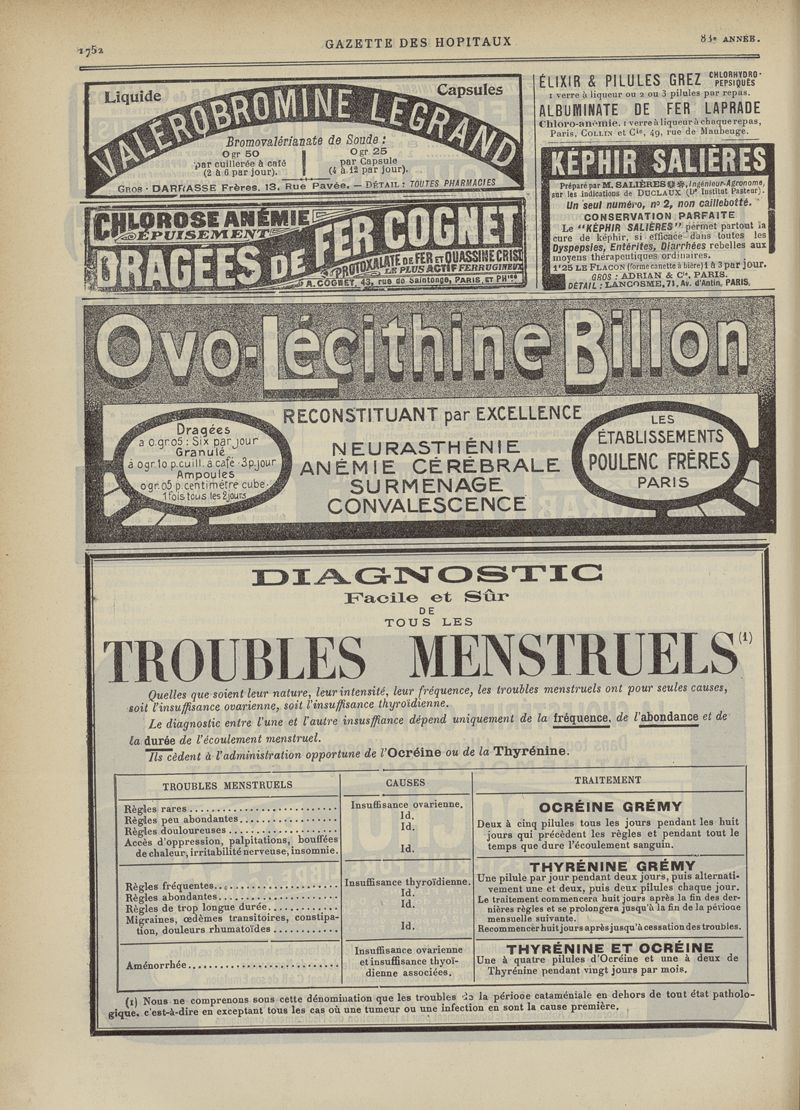 1752
GAZETTE DES HOPITAUX
83e ANNÉE.
Liquide
Capsules
VALÉROBROMINE LEGRAND
Bromovalérianate de Soude :
0 gr 50
par cuillerée à café
(2 à 6 par jour).
0 gr 25
par Capsule
(4 à 12 par jour).
GROS - DARRASSE Frères, 13, Rue Pavée. — DÉTAIL : TOUTES PHARMACIES
CHLOROSE ANÉMIE
ÉPUISEMENT
DRAGÉES DE FER COGNET
PROTOXALATE DE FER ET QUASSINE CRIST
LE PLUS ACTIF FERRUGINEUX
A. COGNET, 43, rue de Saintonge, PARIS, ET PHies
ÉLIXIR & PILULES GREZ CHLORHYDRO-PEPSIQUES
1 verre à liqueur ou 2 ou 3 pilules par repas.
ALBUMINATE DE FER LAPRADE
Chloro-anémie. 1 verre à liqueur à chaque repas,
Paris, COLLIN et Cie, 49, rue de Maubeuge.
KÉPHIR SALIÈRES
Préparé par M. SALIÈRES, Ingénieur-Agronome,
sur les indications de DUCLAUX (Dr Institut Pasteur).
Un seul numéro, no 2, non caillebotté.
CONSERVATION PARFAITE
Le "KÉPHIR SALIÈRES" permet partout la
cure de képhir, si efficace dans toutes les
Dyspepsies, Entérites, Diarrhées rebelles aux
moyens thérapeutiques ordinaires.
1f25 LE FLACON (forme canette à bière) 1 à 3 par jour.
GROS : ADRIAN & Cie, PARIS.
DÉTAIL : LANCOSME, 71, Av. d'Antin, PARIS.
Ovo-Lécithine Billon
RECONSTITUANT par EXCELLENCE
Dragées
à 0.gr05 : Six par jour
Granulé
à 0gr10 p.cuill. à café - 3 p.jour
Ampoules
0gr.05 p centimètre cube.
1 fois tous les 2 jours
NEURASTHÉNIE
ANÉMIE CÉRÉBRALE
SURMENAGE
CONVALESCENCE
LES
ÉTABLISSEMENTS
POULENC FRÈRES
PARIS
DIAGNOSTIC
Facile et Sûr
DE
TOUS LES
TROUBLES MENSTRUELS (1)
Quelles que soient leur nature, leur intensité, leur fréquence, les troubles menstruels ont pour seules causes,
soit l'insuffisance ovarienne, soit l'insuffisance thyroïdienne.
Le diagnostic entre l'une et l'autre insusffiance dépend uniquement de la fréquence, de l'abondance et de
la durée de l'écoulement menstruel.
Ils cèdent à l'administration opportune de l'Ocréine ou de la Thyrénine.
TROUBLES MENSTRUELS
CAUSES
TRAITEMENT
Règles rares
Règles peu abondantes
Règles douloureuses
Accès d'oppression, palpitations, bouffées
de chaleur, irritabilité nerveuse, insomnie.
Insuffisance ovarienne.
Id.
Id.
Id.
OCRÉINE GRÉMY
Deux à cinq pilules tous les jours pendant les huit
jours qui précèdent les règles et pendant tout le
temps que dure l'écoulement sanguin.
Règles fréquentes
Règles abondantes
Règles de trop longue durée
Migraines, œdèmes transitoires, constipa-
tion, douleurs rhumatoïdes
Insuffisance thyroïdienne.
Id.
Id.
Id.
THYRÉNINE GRÉMY
Une pilule par jour pendant deux jours, puis alternati-
vement une et deux, puis deux pilules chaque jour.
Le traitement commencera huit jours après la fin des der-
nières règles et se prolongera jusqu'à la fin de la période
mensuelle suivante.
Recommencer huit jours après jusqu'à cessation des troubles.
Aménorrhée
Insuffisance ovarienne
et insuffisance thyoï-
dienne associées.
THYRÉNINE ET OCRÉINE
Une à quatre pilules d'Ocréine et une à deux de
Thyrénine pendant vingt jours par mois.
(1) Nous ne comprenons sous cette dénomination que les troubles de la période cataméniale en dehors de tout état patholo-
gique, c'est-à-dire en exceptant tous les cas où une tumeur ou une infection en sont la cause première.